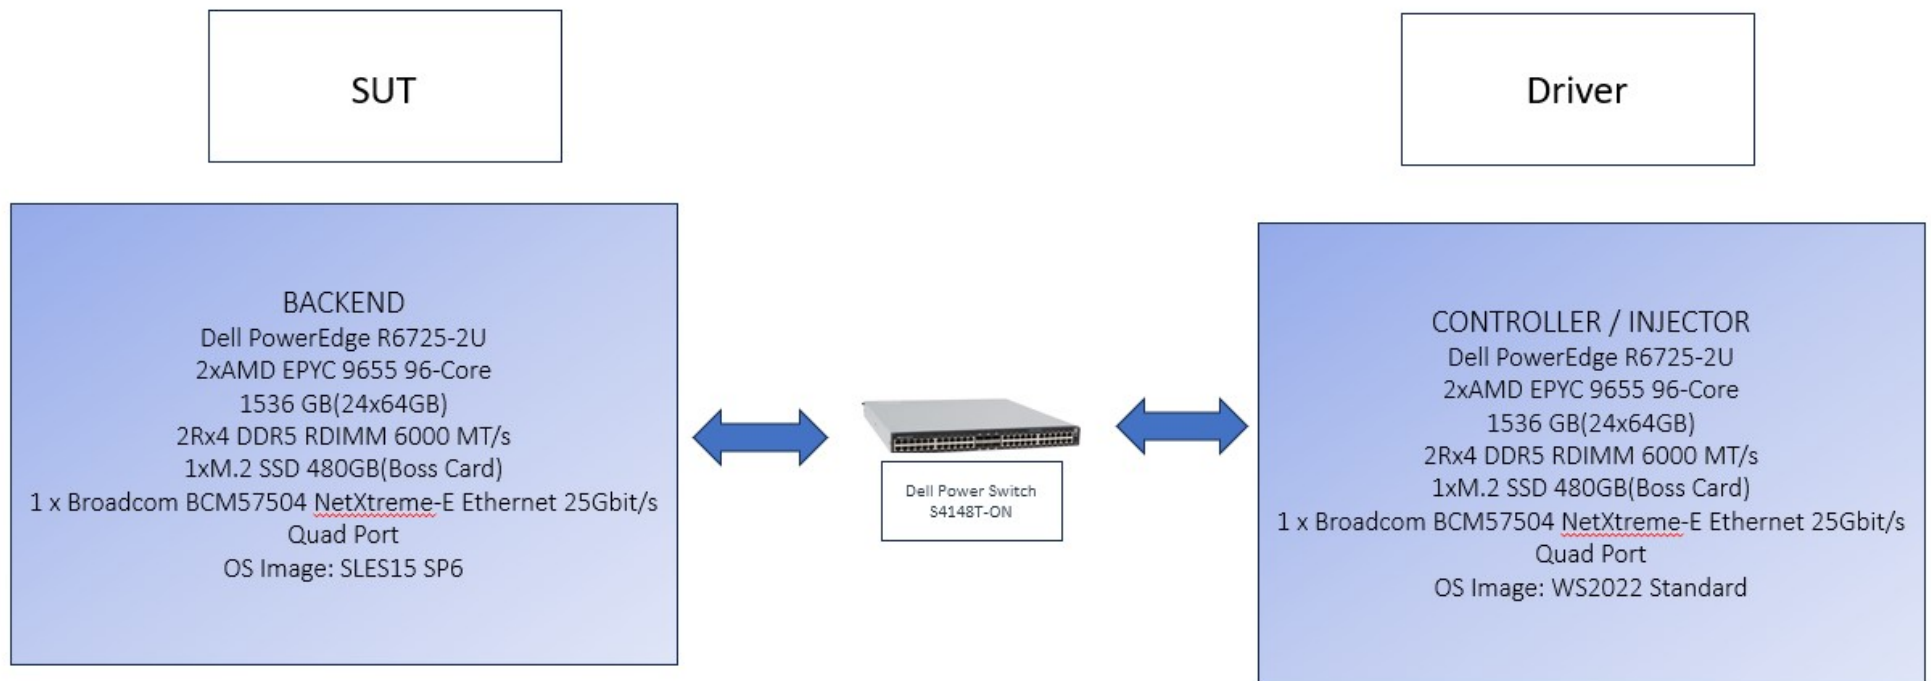 SUT
Driver
BACKEND
Dell PowerEdge R6725-2U
2xAMD EPYC 9655 96-Core
1536 GB(24x64GB)
2Rx4 DDR5 RDIMM 6000 MT/s
1xM.2 SSD 480GB(Boss Card)
1 x Broadcom BCM57504 NetXtreme-E Ethernet 25Gbit/s
Quad Port
OS Image: SLES15 SP6
Dell Power Switch
S4148T-ON
CONTROLLER / INJECTOR
Dell PowerEdge R6725-2U
2xAMD EPYC 9655 96-Core
1536 GB(24x64GB)
2Rx4 DDR5 RDIMM 6000 MT/s
1xM.2 SSD 480GB(Boss Card)
1 x Broadcom BCM57504 NetXtreme-E Ethernet 25Gbit/s
Quad Port
OS Image: WS2022 Standard